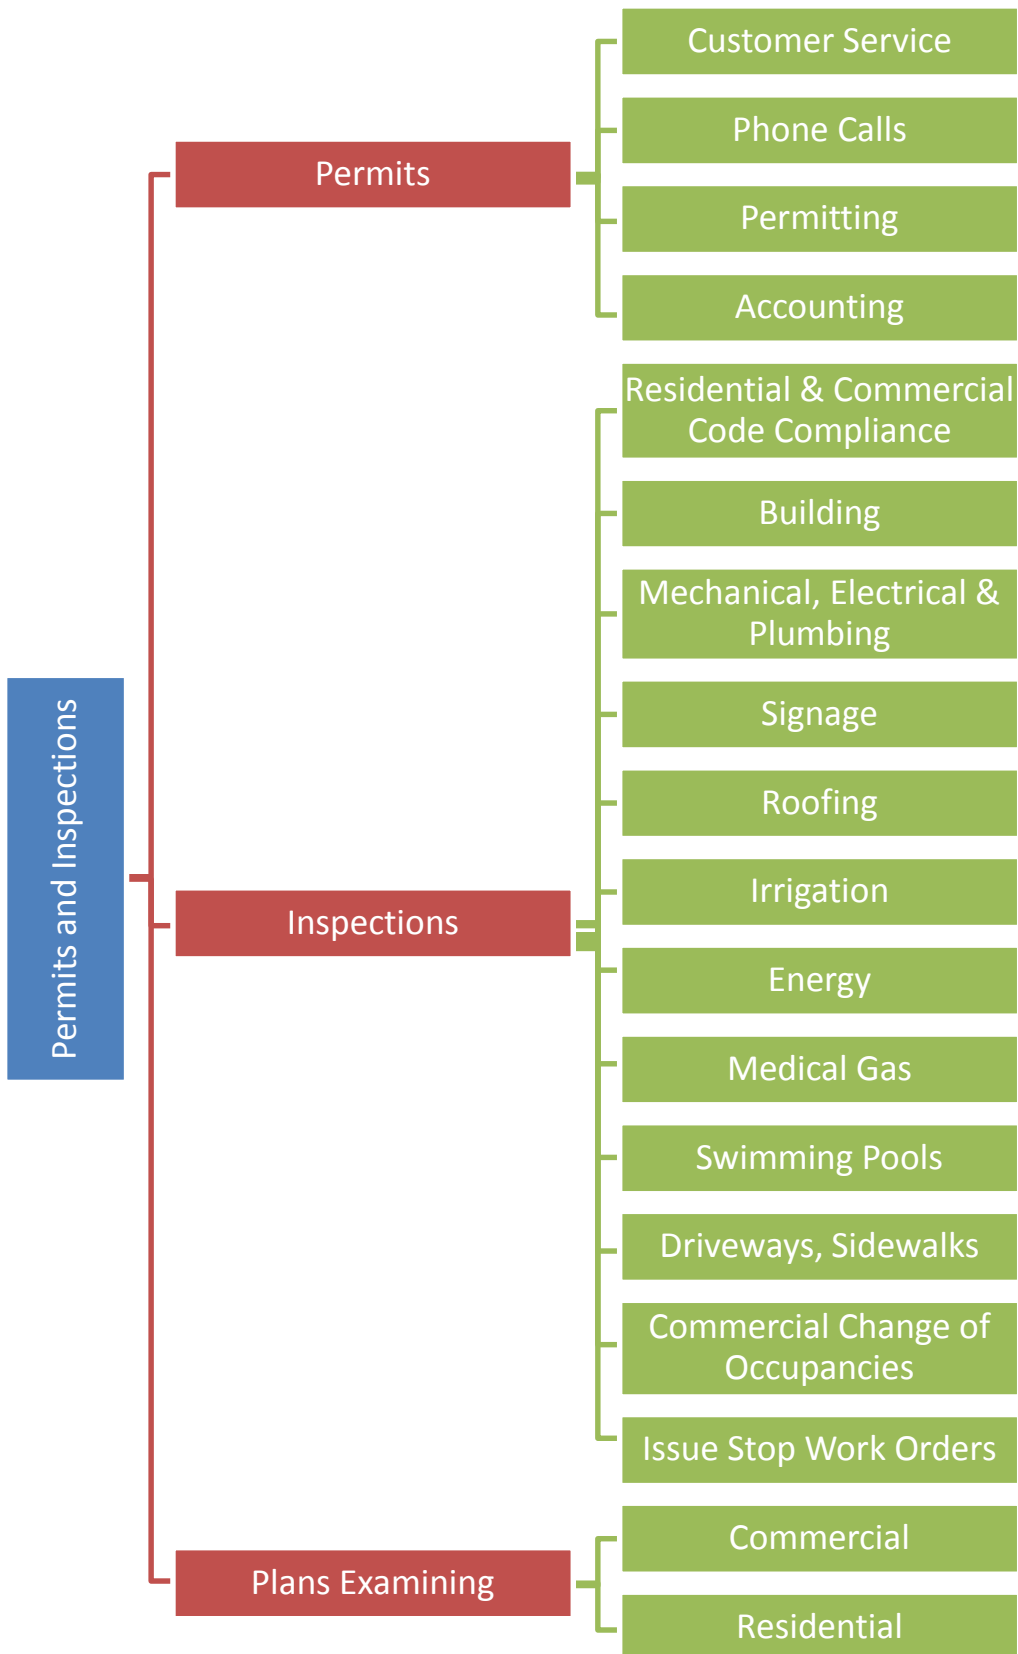 Permits and Inspections
Permits
Customer Service
Phone Calls
Permitting
Accounting
Inspections
Residential & Commercial
Code Compliance
Building
Mechanical, Electrical &
Plumbing
Signage
Roofing
Irrigation
Energy
Medical Gas
Swimming Pools
Driveways, Sidewalks
Commercial Change of
Occupancies
Issue Stop Work Orders
Plans Examining
Commercial
Residential